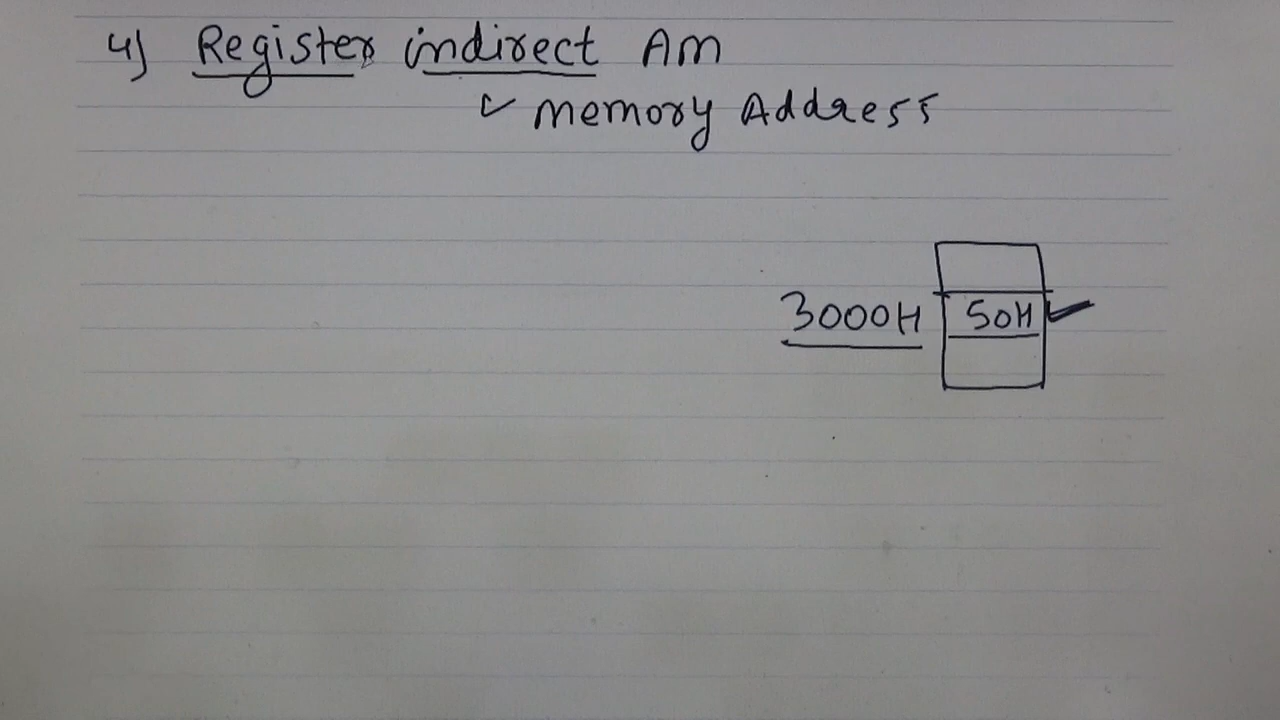 4) Register indirect AM
✓ memory Address
3000H 50H ✓